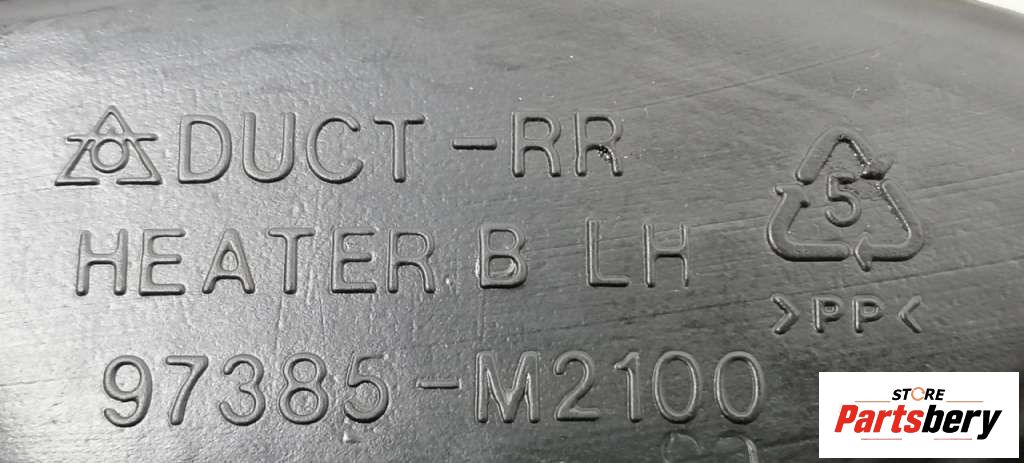 DUCT-RR
HEATER.B LH
97385-M2100
5
>PP<
STORE
Partsbery